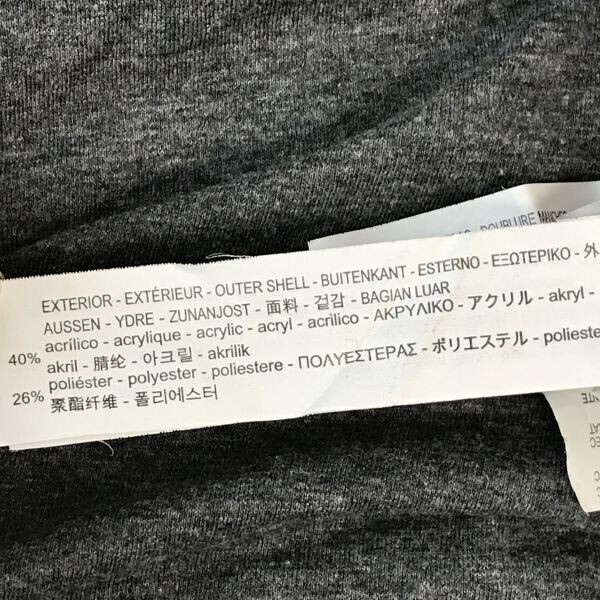 DOUBLURE
EXTERIOR - EXTÉRIEUR - OUTER SHELL - BUITENKANT - ESTERNO - ΕΞΩΤΕΡΙΚΟ - 外
AUSSEN - YDRE - ZUNANJOST - 面料 - 겉감 - BAGIAN LUAR
40% acrílico - acrylique - acrylic - acryl - acrilico - ΑΚΡΥΛΙΚΟ - アクリル - akryl -
akril - 腈纶 - 아크릴 - akrilik
26% poliéster - polyester - poliestere - ΠΟΛΥΕΣΤΕΡΑΣ - ポリエステル - polieste
聚酯纤维 - 폴리에스터